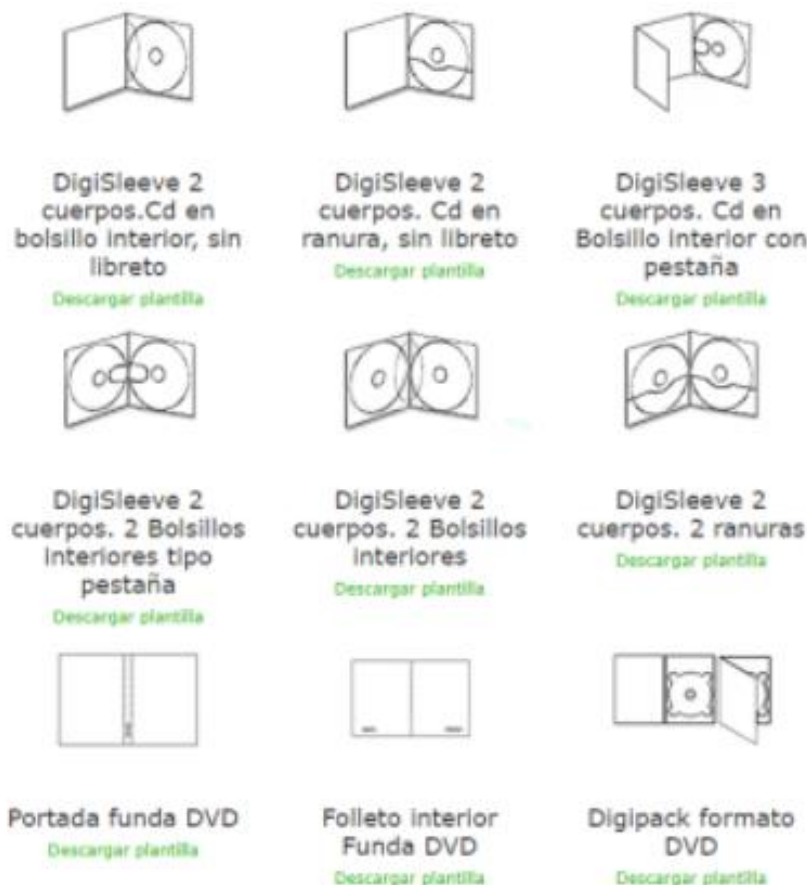 DigiSleeve 2
cuerpos.Cd en
bolsillo interior, sin
libreto
Descargar plantilla
DigiSleeve 2
cuerpos. Cd en
ranura, sin libreto
Descargar plantilla
DigiSleeve 3
cuerpos. Cd en
Bolsillo interior con
pestaña
Descargar plantilla
DigiSleeve 2
cuerpos. 2 Bolsillos
interiores tipo
pestaña
Descargar plantilla
DigiSleeve 2
cuerpos. 2 Bolsillos
interiores
Descargar plantilla
DigiSleeve 2
cuerpos. 2 ranuras
Descargar plantilla
Portada funda DVD
Descargar plantilla
Folleto interior
Funda DVD
Descargar plantilla
Digipack formato
DVD
Descargar plantilla